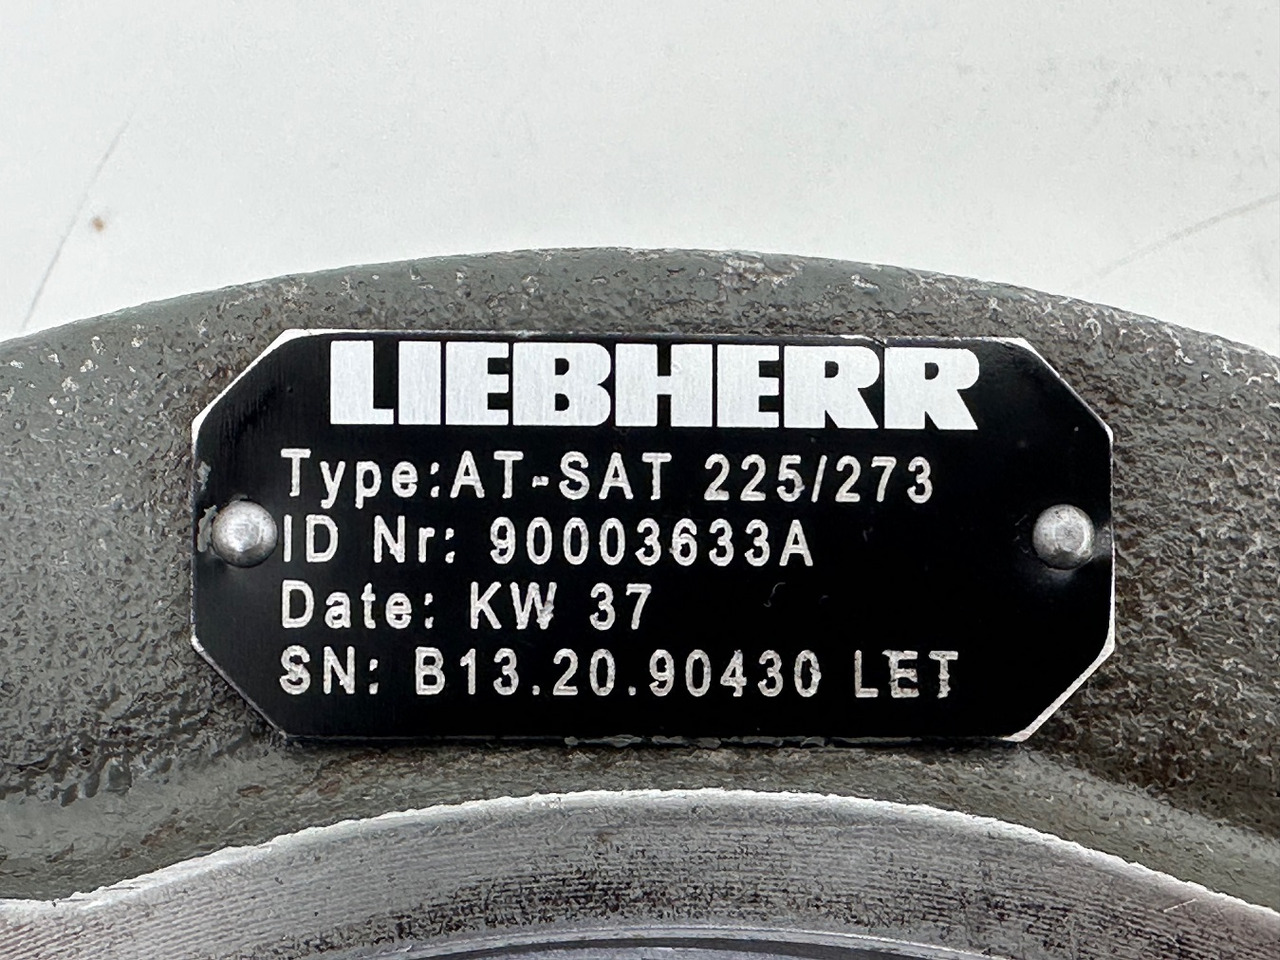 LIEBHERR
Type:AT-SAT 225/273
ID Nr: 90003633A
Date: KW 37
SN: B13.20.90430 LET